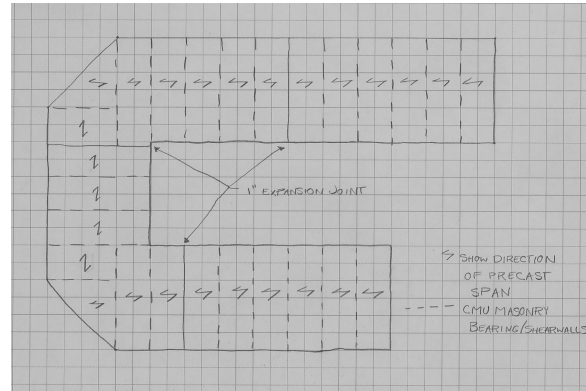 1" EXPANSION JOINT
SHOW DIRECTION
OF PRECAST
SPAN
CMU MASONRY
BEARING/SHEARWALLS